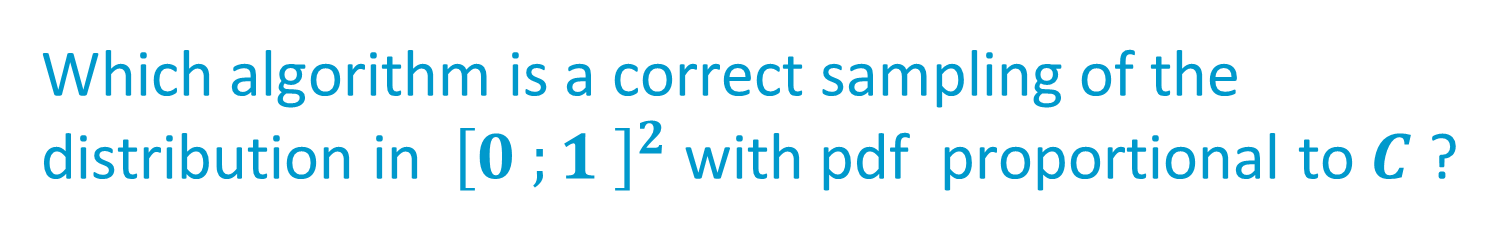 Which algorithm is a correct sampling of the
distribution in [0 ; 1 ]² with pdf proportional to C ?